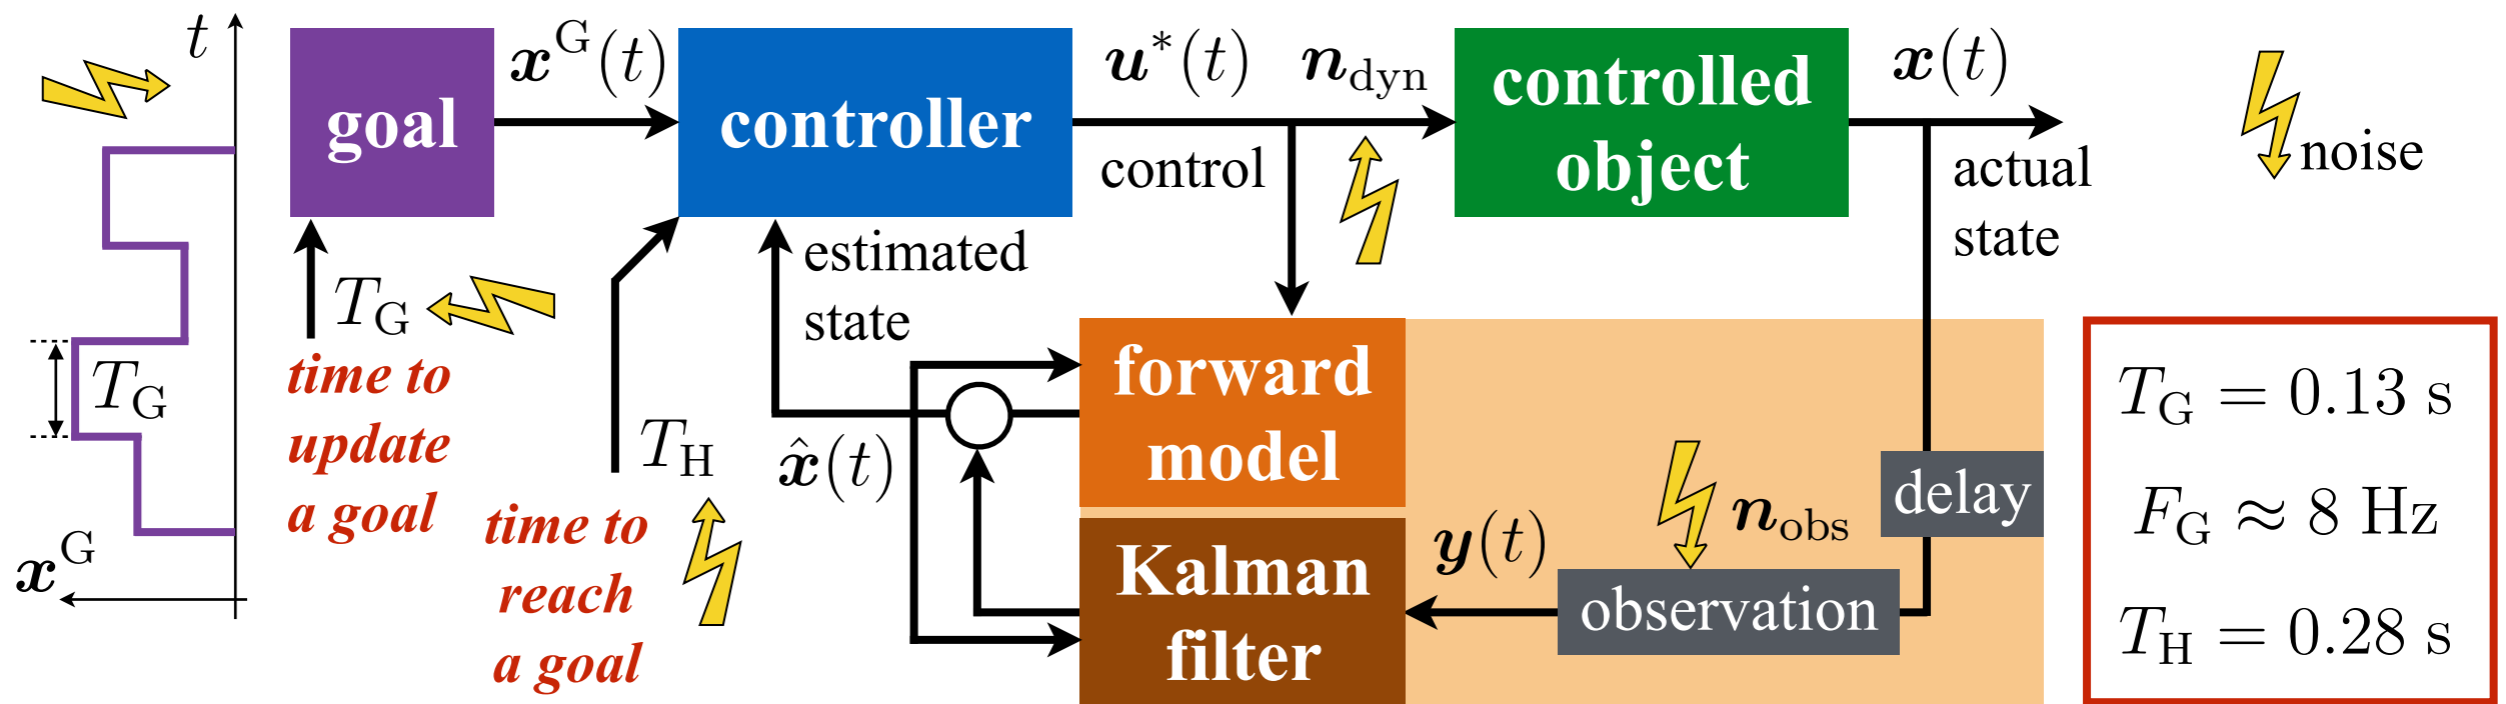 t
goal
x^G(t)
controller
u*(t)
control
n_dyn
controlled
object
x(t)
actual
state
noise
T_G
time to
update
a goal
T_G
x^G
T_H
time to
reach
a goal
estimated
state
x̂(t)
forward
model
Kalman
filter
y(t)
n_obs
observation
delay
T_G = 0.13 s
F_G ≈ 8 Hz
T_H = 0.28 s